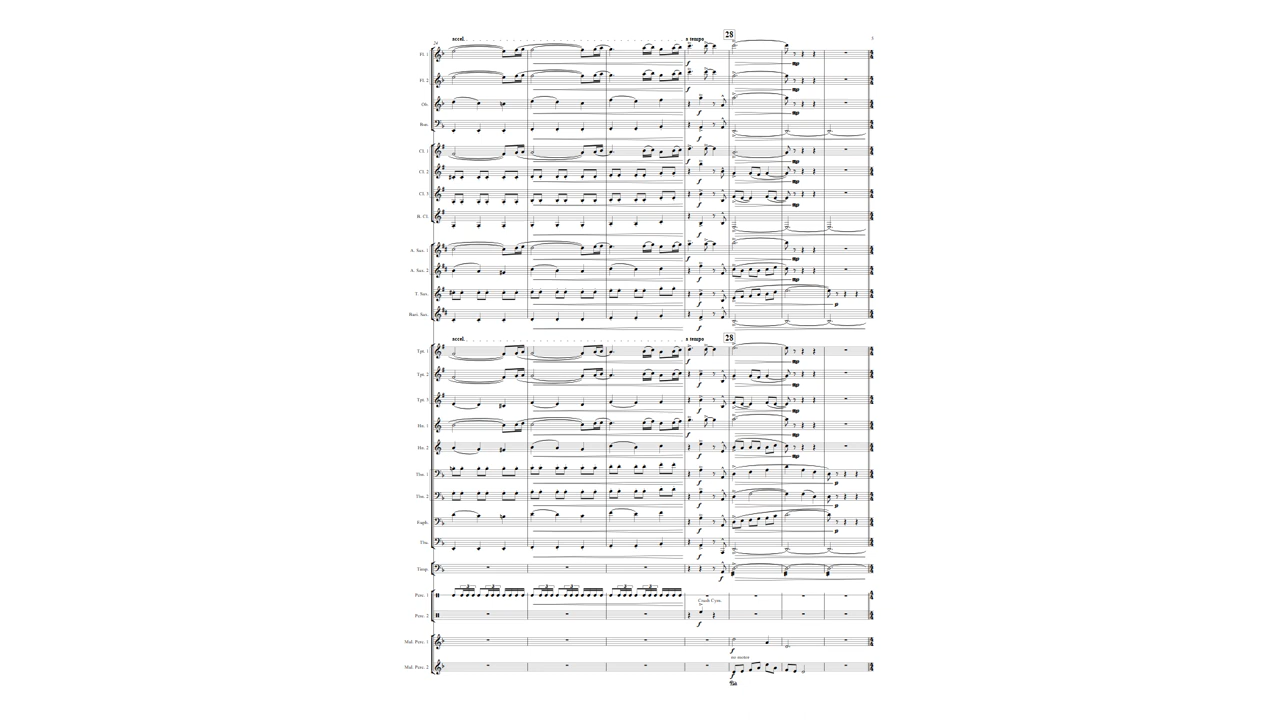 accel. a tempo 28
Fl. 1
Fl. 2
f
Ob.
Bsn.
f
mp
Cl. 1
Cl. 2
Cl. 3
B. Cl.
A. Sax. 1
A. Sax. 2
T. Sax.
p
Bari. Sax.
accel. a tempo 28
Tpt. 1
Tpt. 2
Tpt. 3
Hn. 1
Hn. 2
Tbn. 1
p
Tbn. 2
p
Euph.
p
Tba.
Timp.
f
Perc. 1
Crash Cym.
Perc. 2
f
Mal. Perc. 1
f
no motor
Mal. Perc. 2
f